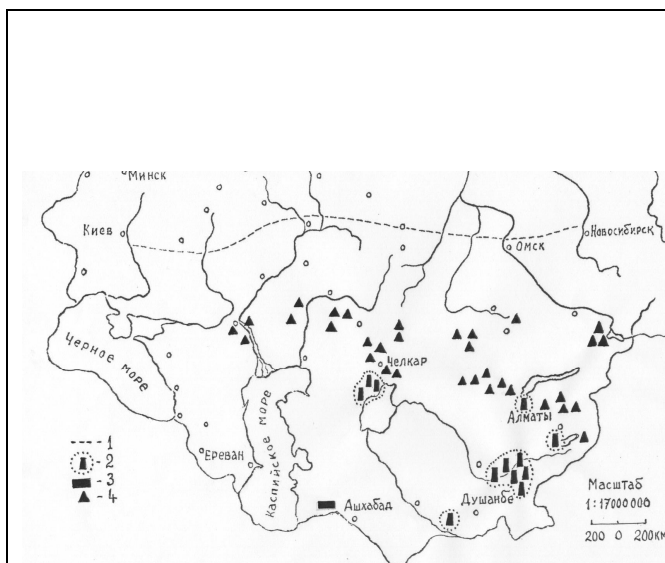 Минск
Киев
Новосибирск
Омск
Черное море
Челкар
Каспийское море
Алматы
Ереван
Душанбе
Ашхабад
1
2
3
4
Масштаб
1:17000000
200 0 200км